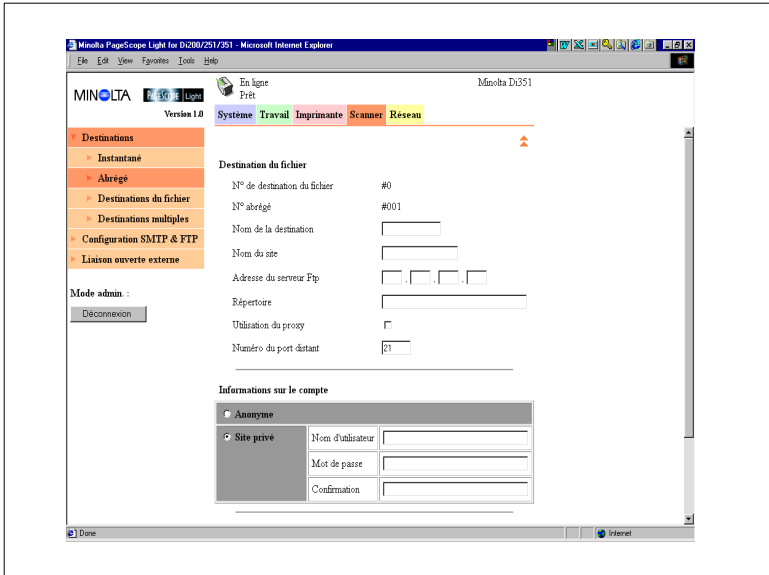 Minolta PageScope Light for Di200/251/351 - Microsoft Internet Explorer
File Edit View Favorites Tools Help
MINOLTA PAGESCOPE Light
Version 1.0
En ligne
Prêt
Minolta Di351
Système Travail Imprimante Scanner Réseau
Destinations
Instantané
Abrégé
Destinations du fichier
Destinations multiples
Configuration SMTP & FTP
Liaison ouverte externe
Mode admin. :
Déconnexion
Destination du fichier
N° de destination du fichier #0
N° abrégé #001
Nom de la destination
Nom du site
Adresse du serveur Ftp . . .
Répertoire
Utilisation du proxy
Numéro du port distant 21
Informations sur le compte
Anonyme
Site privé
Nom d'utilisateur
Mot de passe
Confirmation
Done
Internet